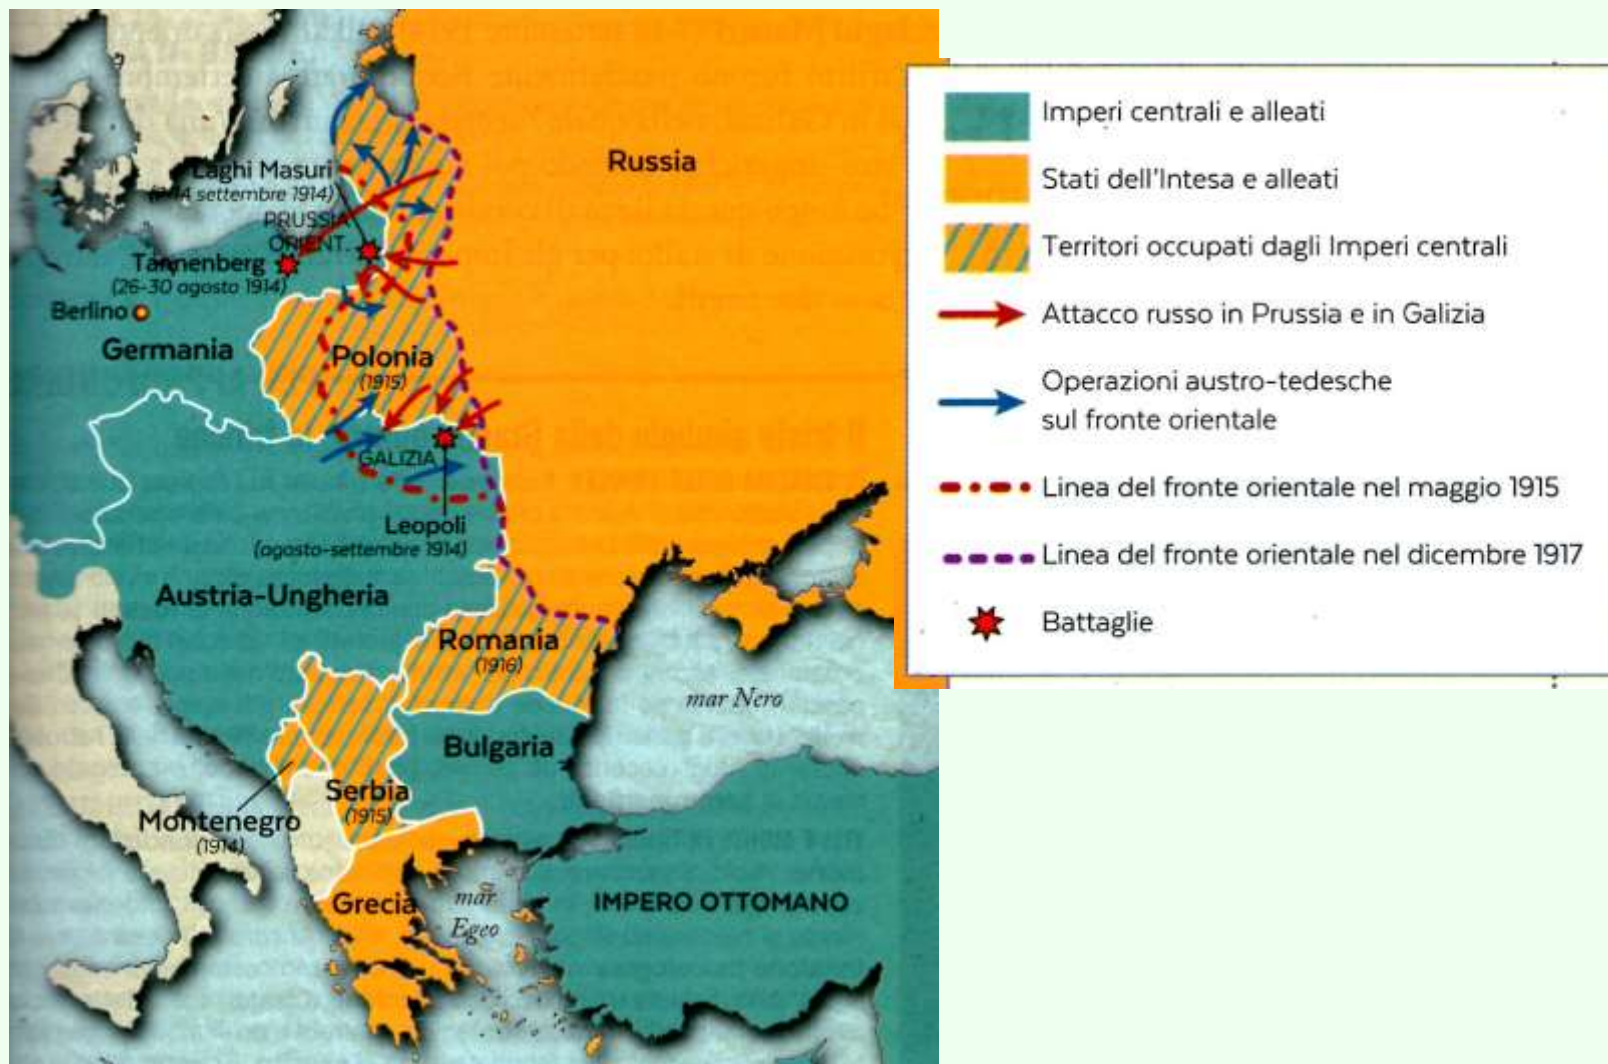 Russia
Laghi Masuri
14 settembre 1914)
PRUSSIA
ORIENT.
Tannenberg
(26-30 agosto 1914)
Berlino
Germania
Polonia
(1915)
GALIZIA
Leopoli
(agosto-settembre 1914)
Austria-Ungheria
Romania
(1916)
mar Nero
Bulgaria
Serbia
(1915)
Montenegro
(1914)
Grecia
mar
Egeo
IMPERO OTTOMANO
Imperi centrali e alleati
Stati dell'Intesa e alleati
Territori occupati dagli Imperi centrali
Attacco russo in Prussia e in Galizia
Operazioni austro-tedesche
sul fronte orientale
Linea del fronte orientale nel maggio 1915
Linea del fronte orientale nel dicembre 1917
Battaglie